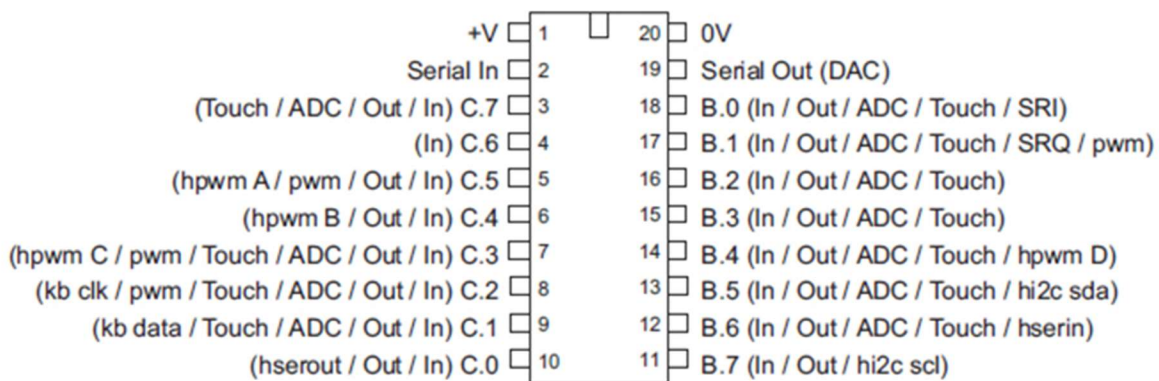 +V 1 20 0V
Serial In 2 19 Serial Out (DAC)
(Touch / ADC / Out / In) C.7 3 18 B.0 (In / Out / ADC / Touch / SRI)
(In) C.6 4 17 B.1 (In / Out / ADC / Touch / SRQ / pwm)
(hpwm A / pwm / Out / In) C.5 5 16 B.2 (In / Out / ADC / Touch)
(hpwm B / Out / In) C.4 6 15 B.3 (In / Out / ADC / Touch)
(hpwm C / pwm / Touch / ADC / Out / In) C.3 7 14 B.4 (In / Out / ADC / Touch / hpwm D)
(kb clk / pwm / Touch / ADC / Out / In) C.2 8 13 B.5 (In / Out / ADC / Touch / hi2c sda)
(kb data / Touch / ADC / Out / In) C.1 9 12 B.6 (In / Out / ADC / Touch / hserin)
(hserout / Out / In) C.0 10 11 B.7 (In / Out / hi2c scl)